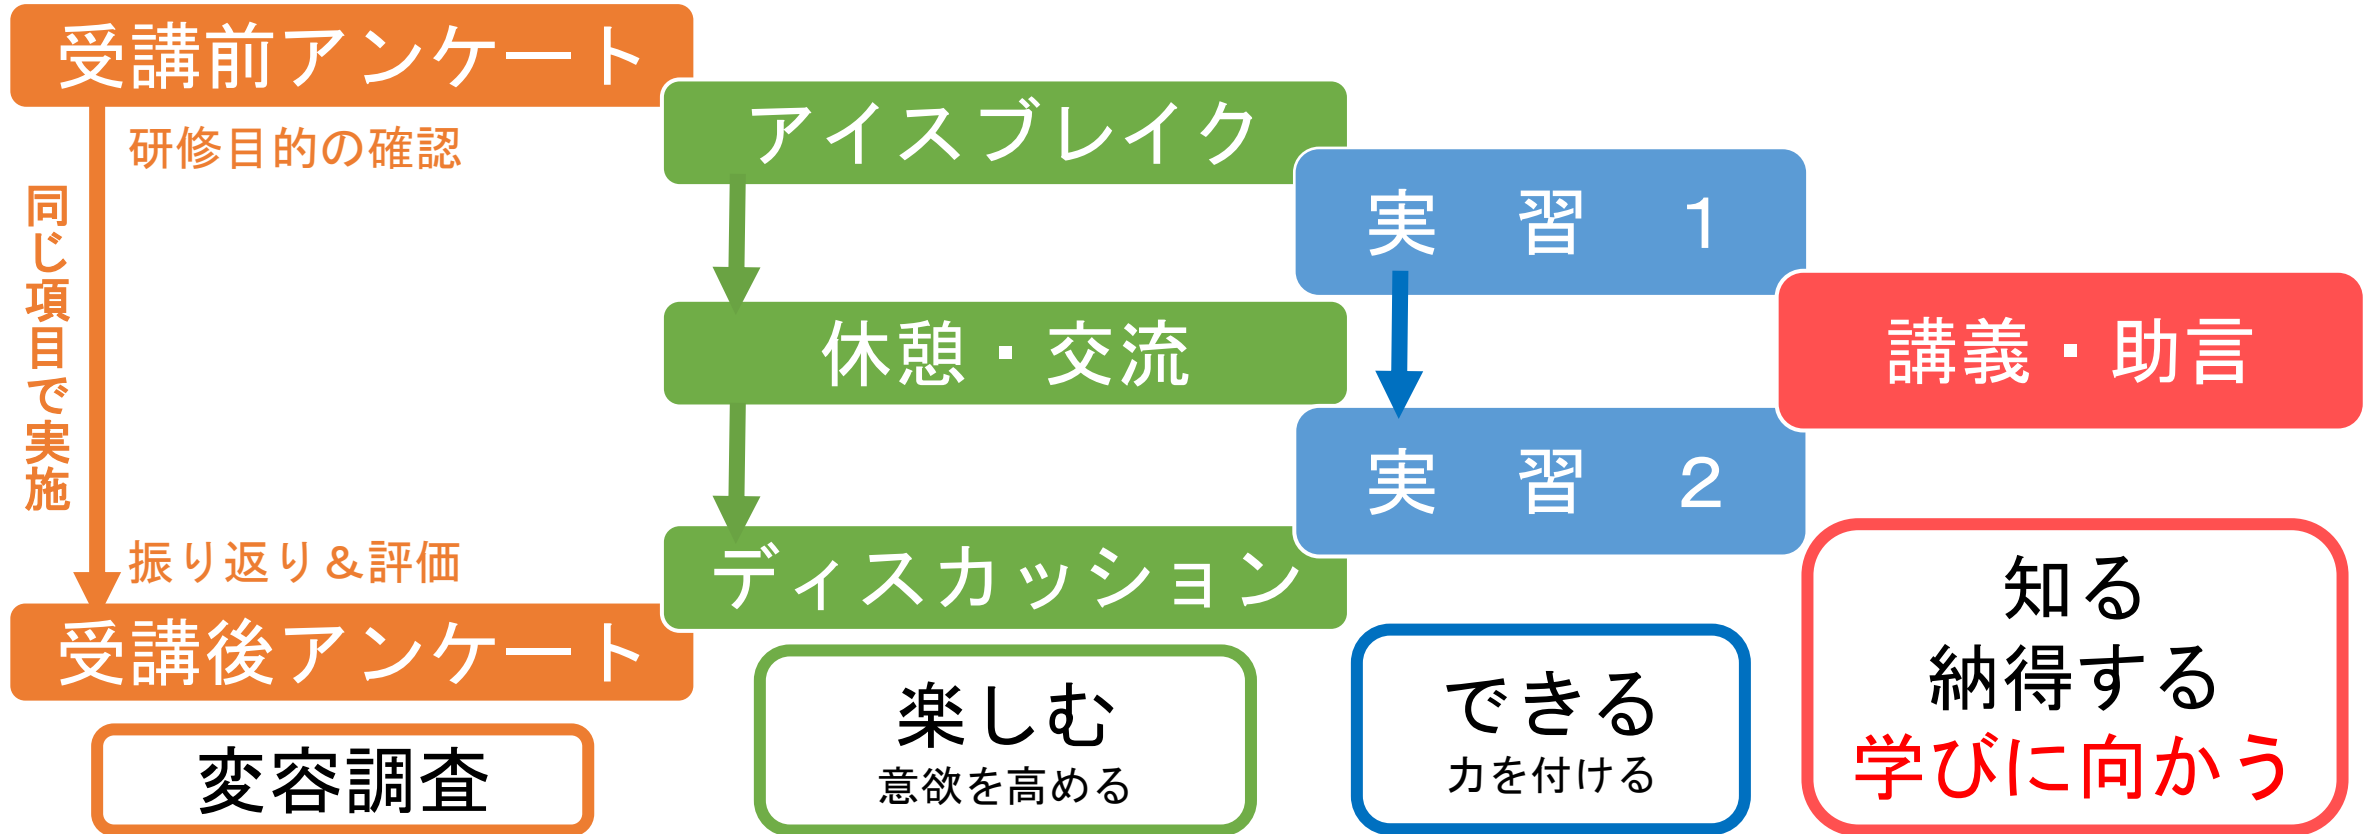 受講前アンケート
研修目的の確認
同じ項目で実施
振り返り＆評価
受講後アンケート
変容調査
アイスブレイク
休憩・交流
ディスカッション
楽しむ
意欲を高める
実　習　１
実　習　２
できる
力を付ける
講義・助言
知る
納得する
学びに向かう